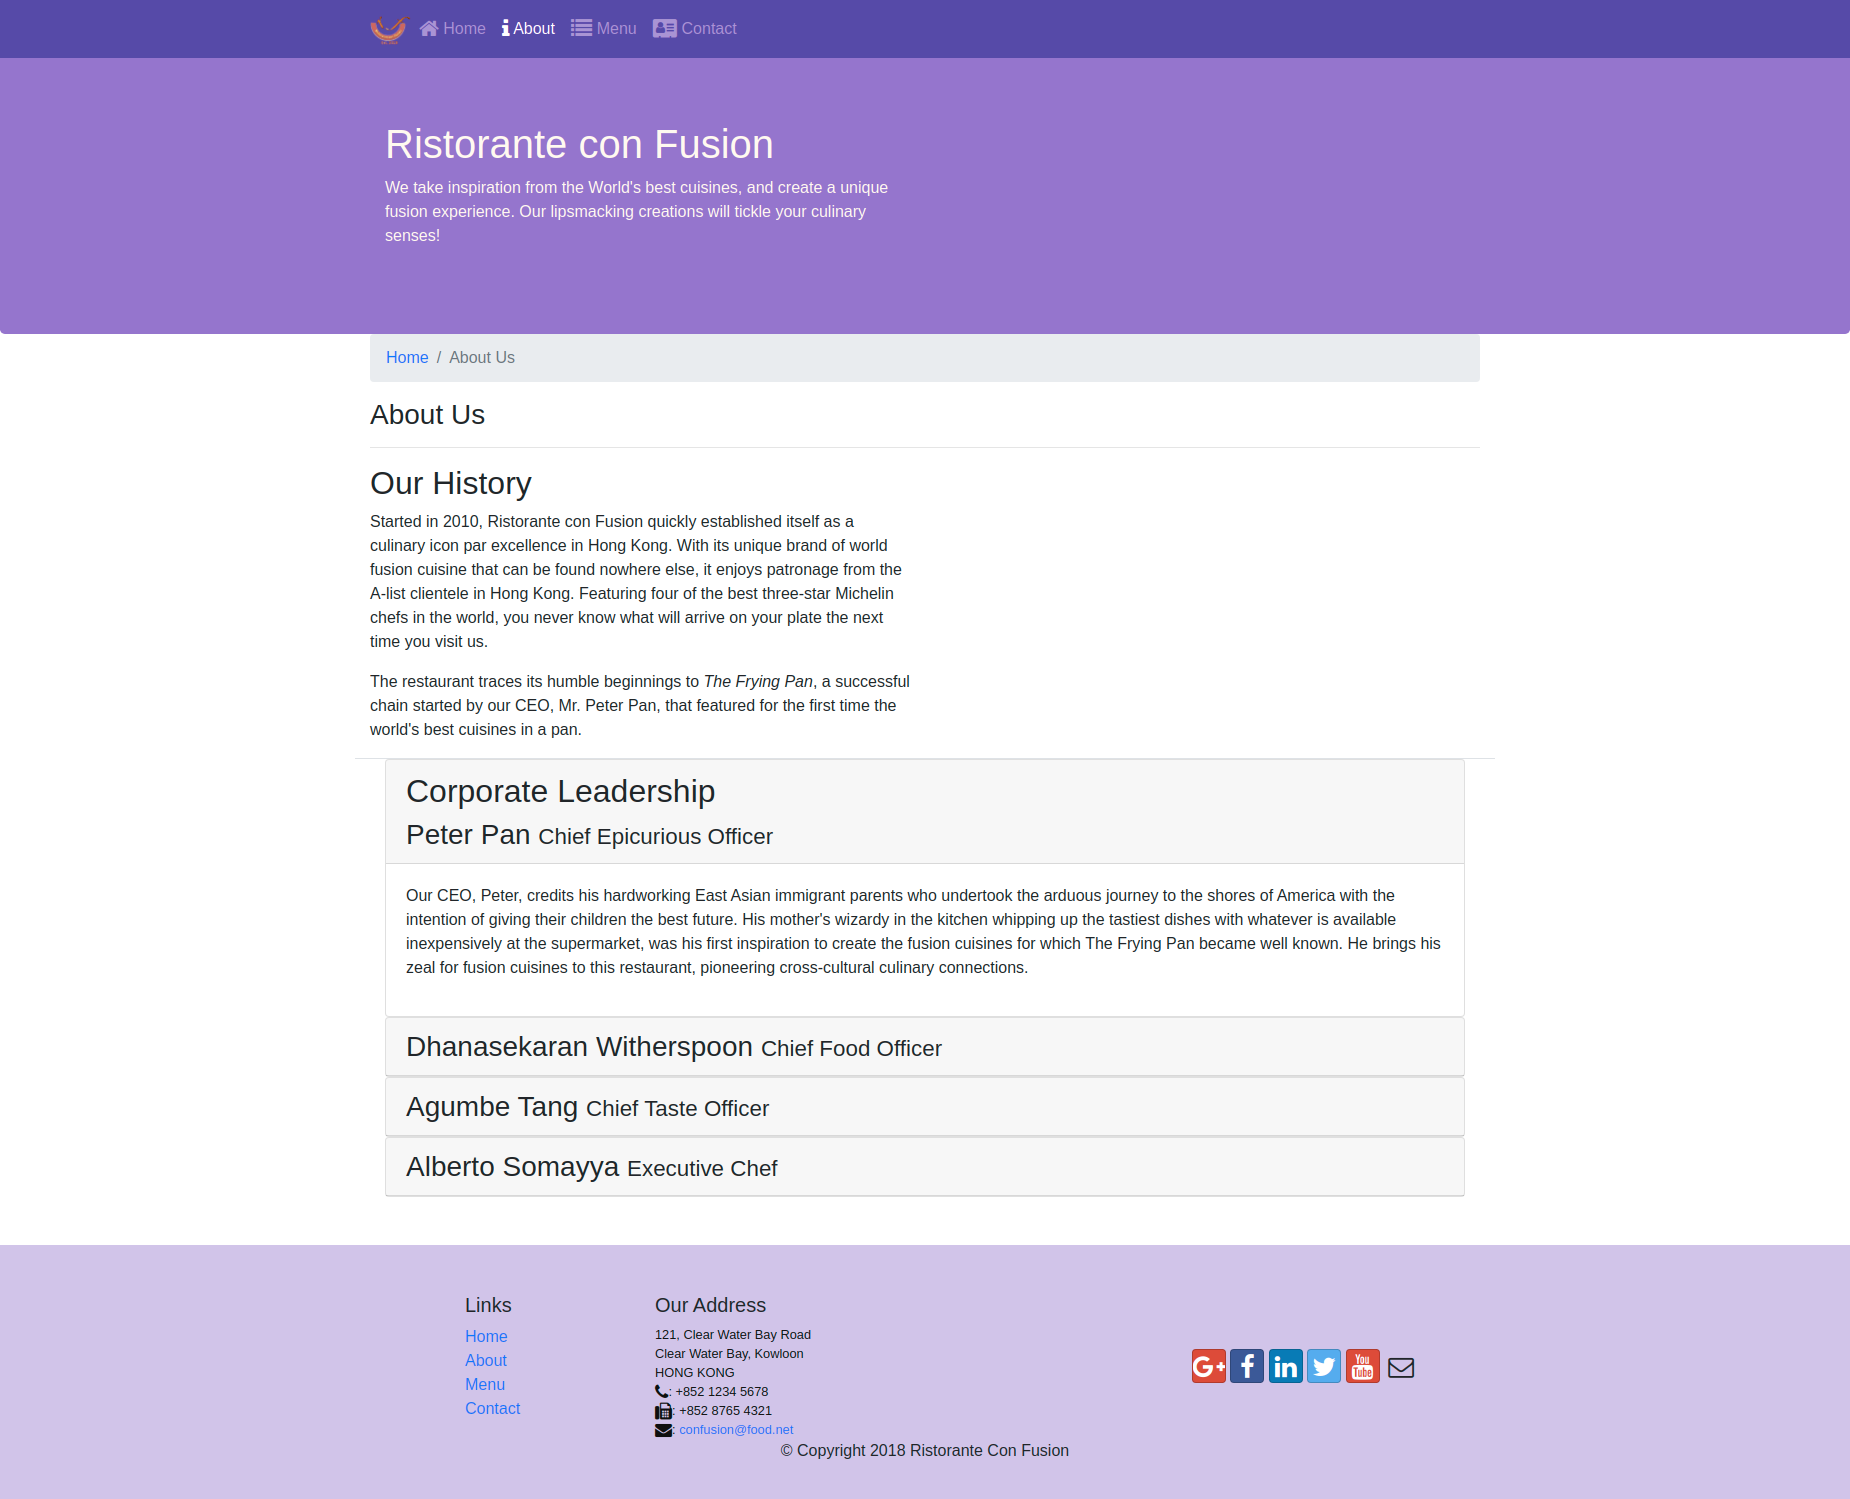 Home About Menu Contact
Ristorante con Fusion
We take inspiration from the World's best cuisines, and create a unique
fusion experience. Our lipsmacking creations will tickle your culinary
senses!
Home / About Us
About Us
Our History
Started in 2010, Ristorante con Fusion quickly established itself as a
culinary icon par excellence in Hong Kong. With its unique brand of world
fusion cuisine that can be found nowhere else, it enjoys patronage from the
A-list clientele in Hong Kong. Featuring four of the best three-star Michelin
chefs in the world, you never know what will arrive on your plate the next
time you visit us.
The restaurant traces its humble beginnings to The Frying Pan, a successful
chain started by our CEO, Mr. Peter Pan, that featured for the first time the
world's best cuisines in a pan.
Corporate Leadership
Peter Pan Chief Epicurious Officer
Our CEO, Peter, credits his hardworking East Asian immigrant parents who undertook the arduous journey to the shores of America with the
intention of giving their children the best future. His mother's wizardy in the kitchen whipping up the tastiest dishes with whatever is available
inexpensively at the supermarket, was his first inspiration to create the fusion cuisines for which The Frying Pan became well known. He brings his
zeal for fusion cuisines to this restaurant, pioneering cross-cultural culinary connections.
Dhanasekaran Witherspoon Chief Food Officer
Agumbe Tang Chief Taste Officer
Alberto Somayya Executive Chef
Links
Home
About
Menu
Contact
Our Address
121, Clear Water Bay Road
Clear Water Bay, Kowloon
HONG KONG
: +852 1234 5678
: +852 8765 4321
: confusion@food.net
G+ f in You Tube
© Copyright 2018 Ristorante Con Fusion